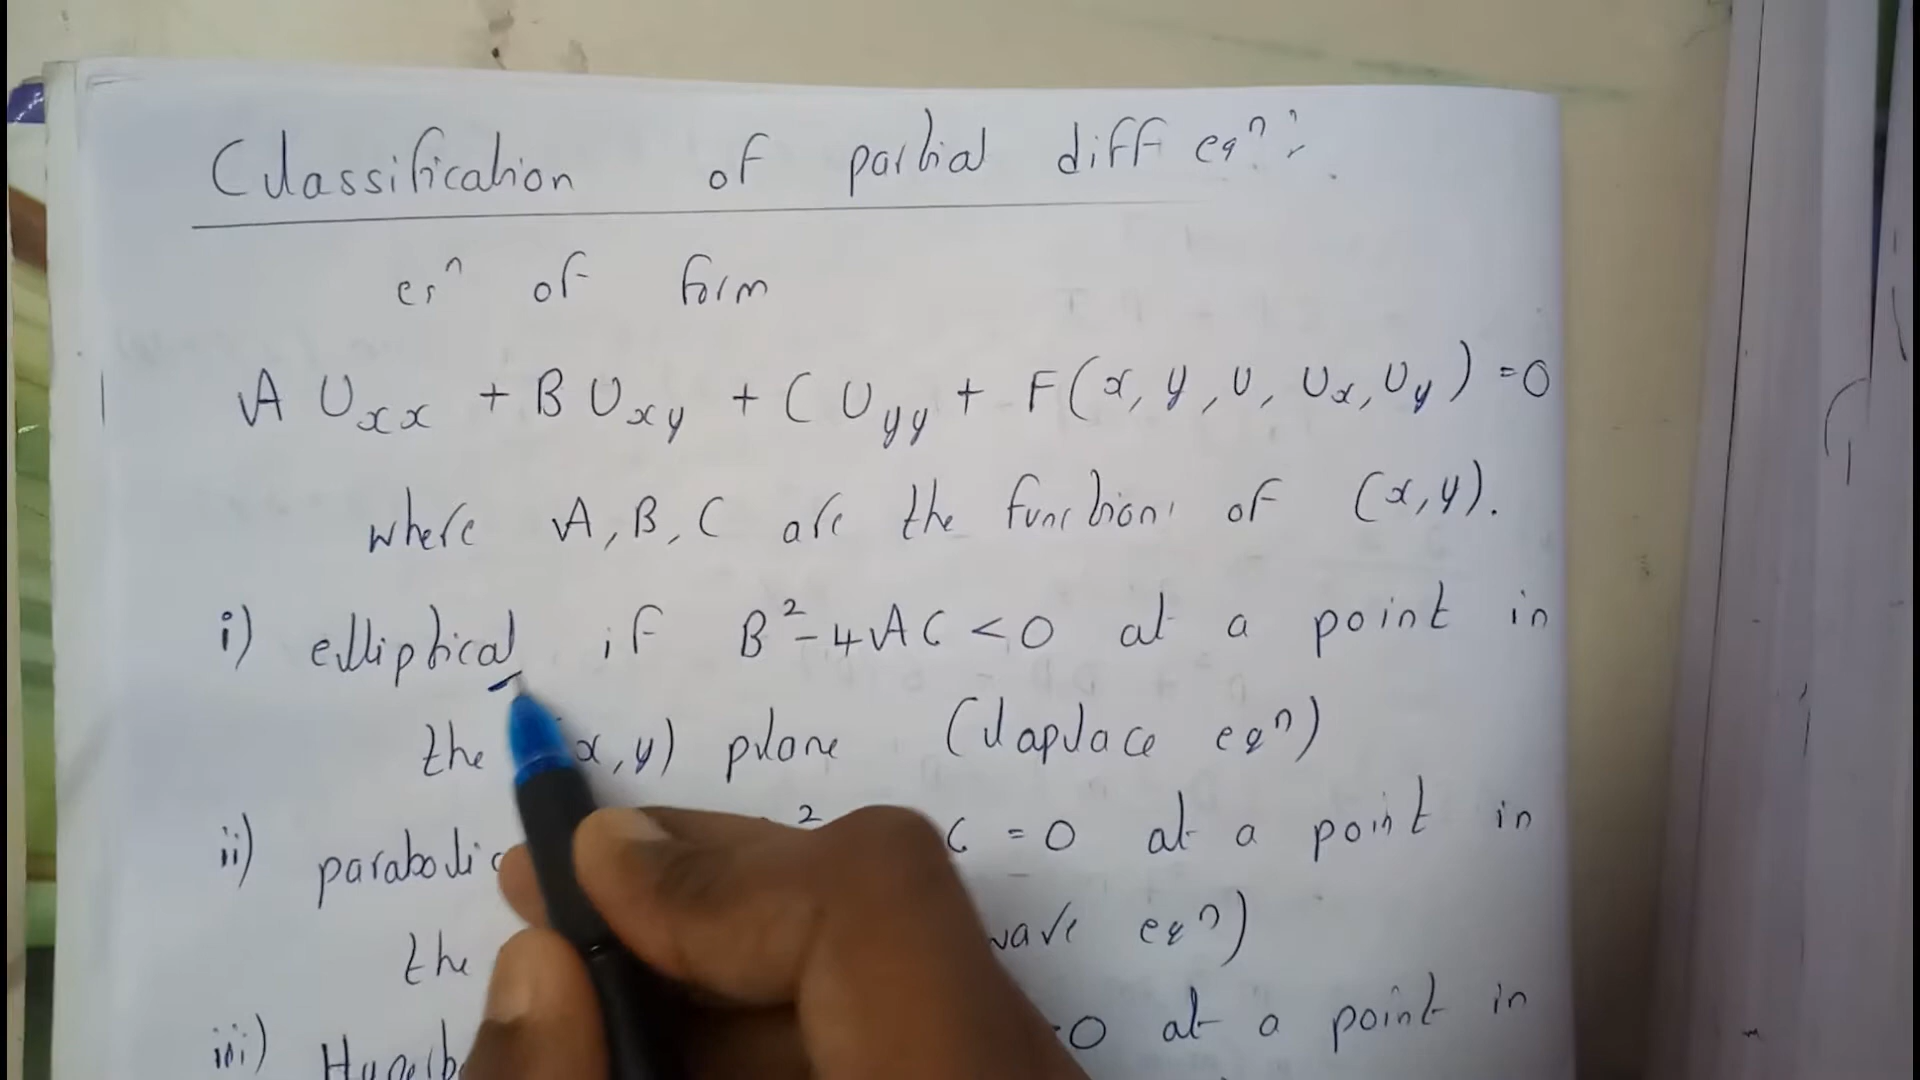 Classification of partial diff eqⁿ:
eqⁿ of form
A Uxx + B Uxy + C Uyy + F(x, y, U, Ux, Uy) = 0
where A, B, C are the functions of (x, y).
i) elliptical if B² - 4AC < 0 at a point in
the x, y) plane (Laplace eqⁿ)
ii) parabolic ² C = 0 at a point in
the wave eqⁿ)
iii) 0 at a point in